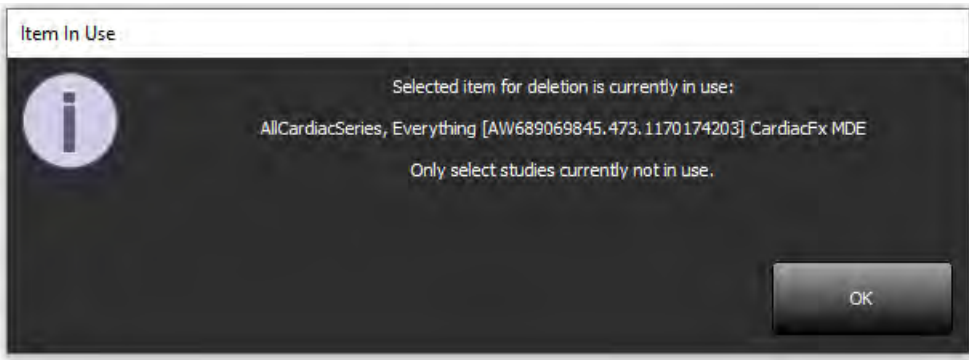 Item In Use
Selected item for deletion is currently in use:
AllCardiacSeries, Everything [AW689069845.473.1170174203] CardiacFx MDE
Only select studies currently not in use.
OK